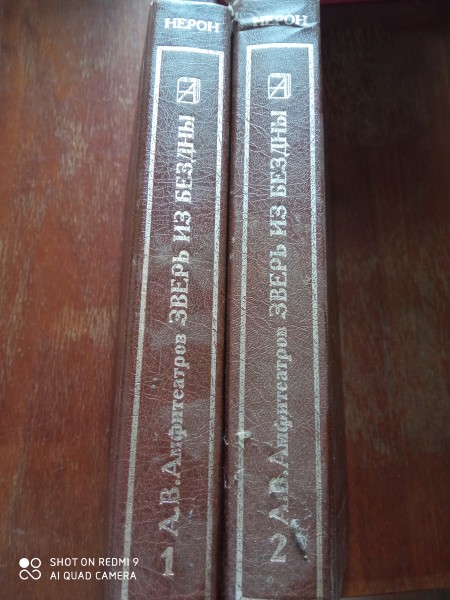 НЕРОН
А.В.Амфитеатров ЗВЕРЬ ИЗ БЕЗДНЫ
1
НЕРОН
А.В.Амфитеатров ЗВЕРЬ ИЗ БЕЗДНЫ
2
SHOT ON REDMI 9
AI QUAD CAMERA